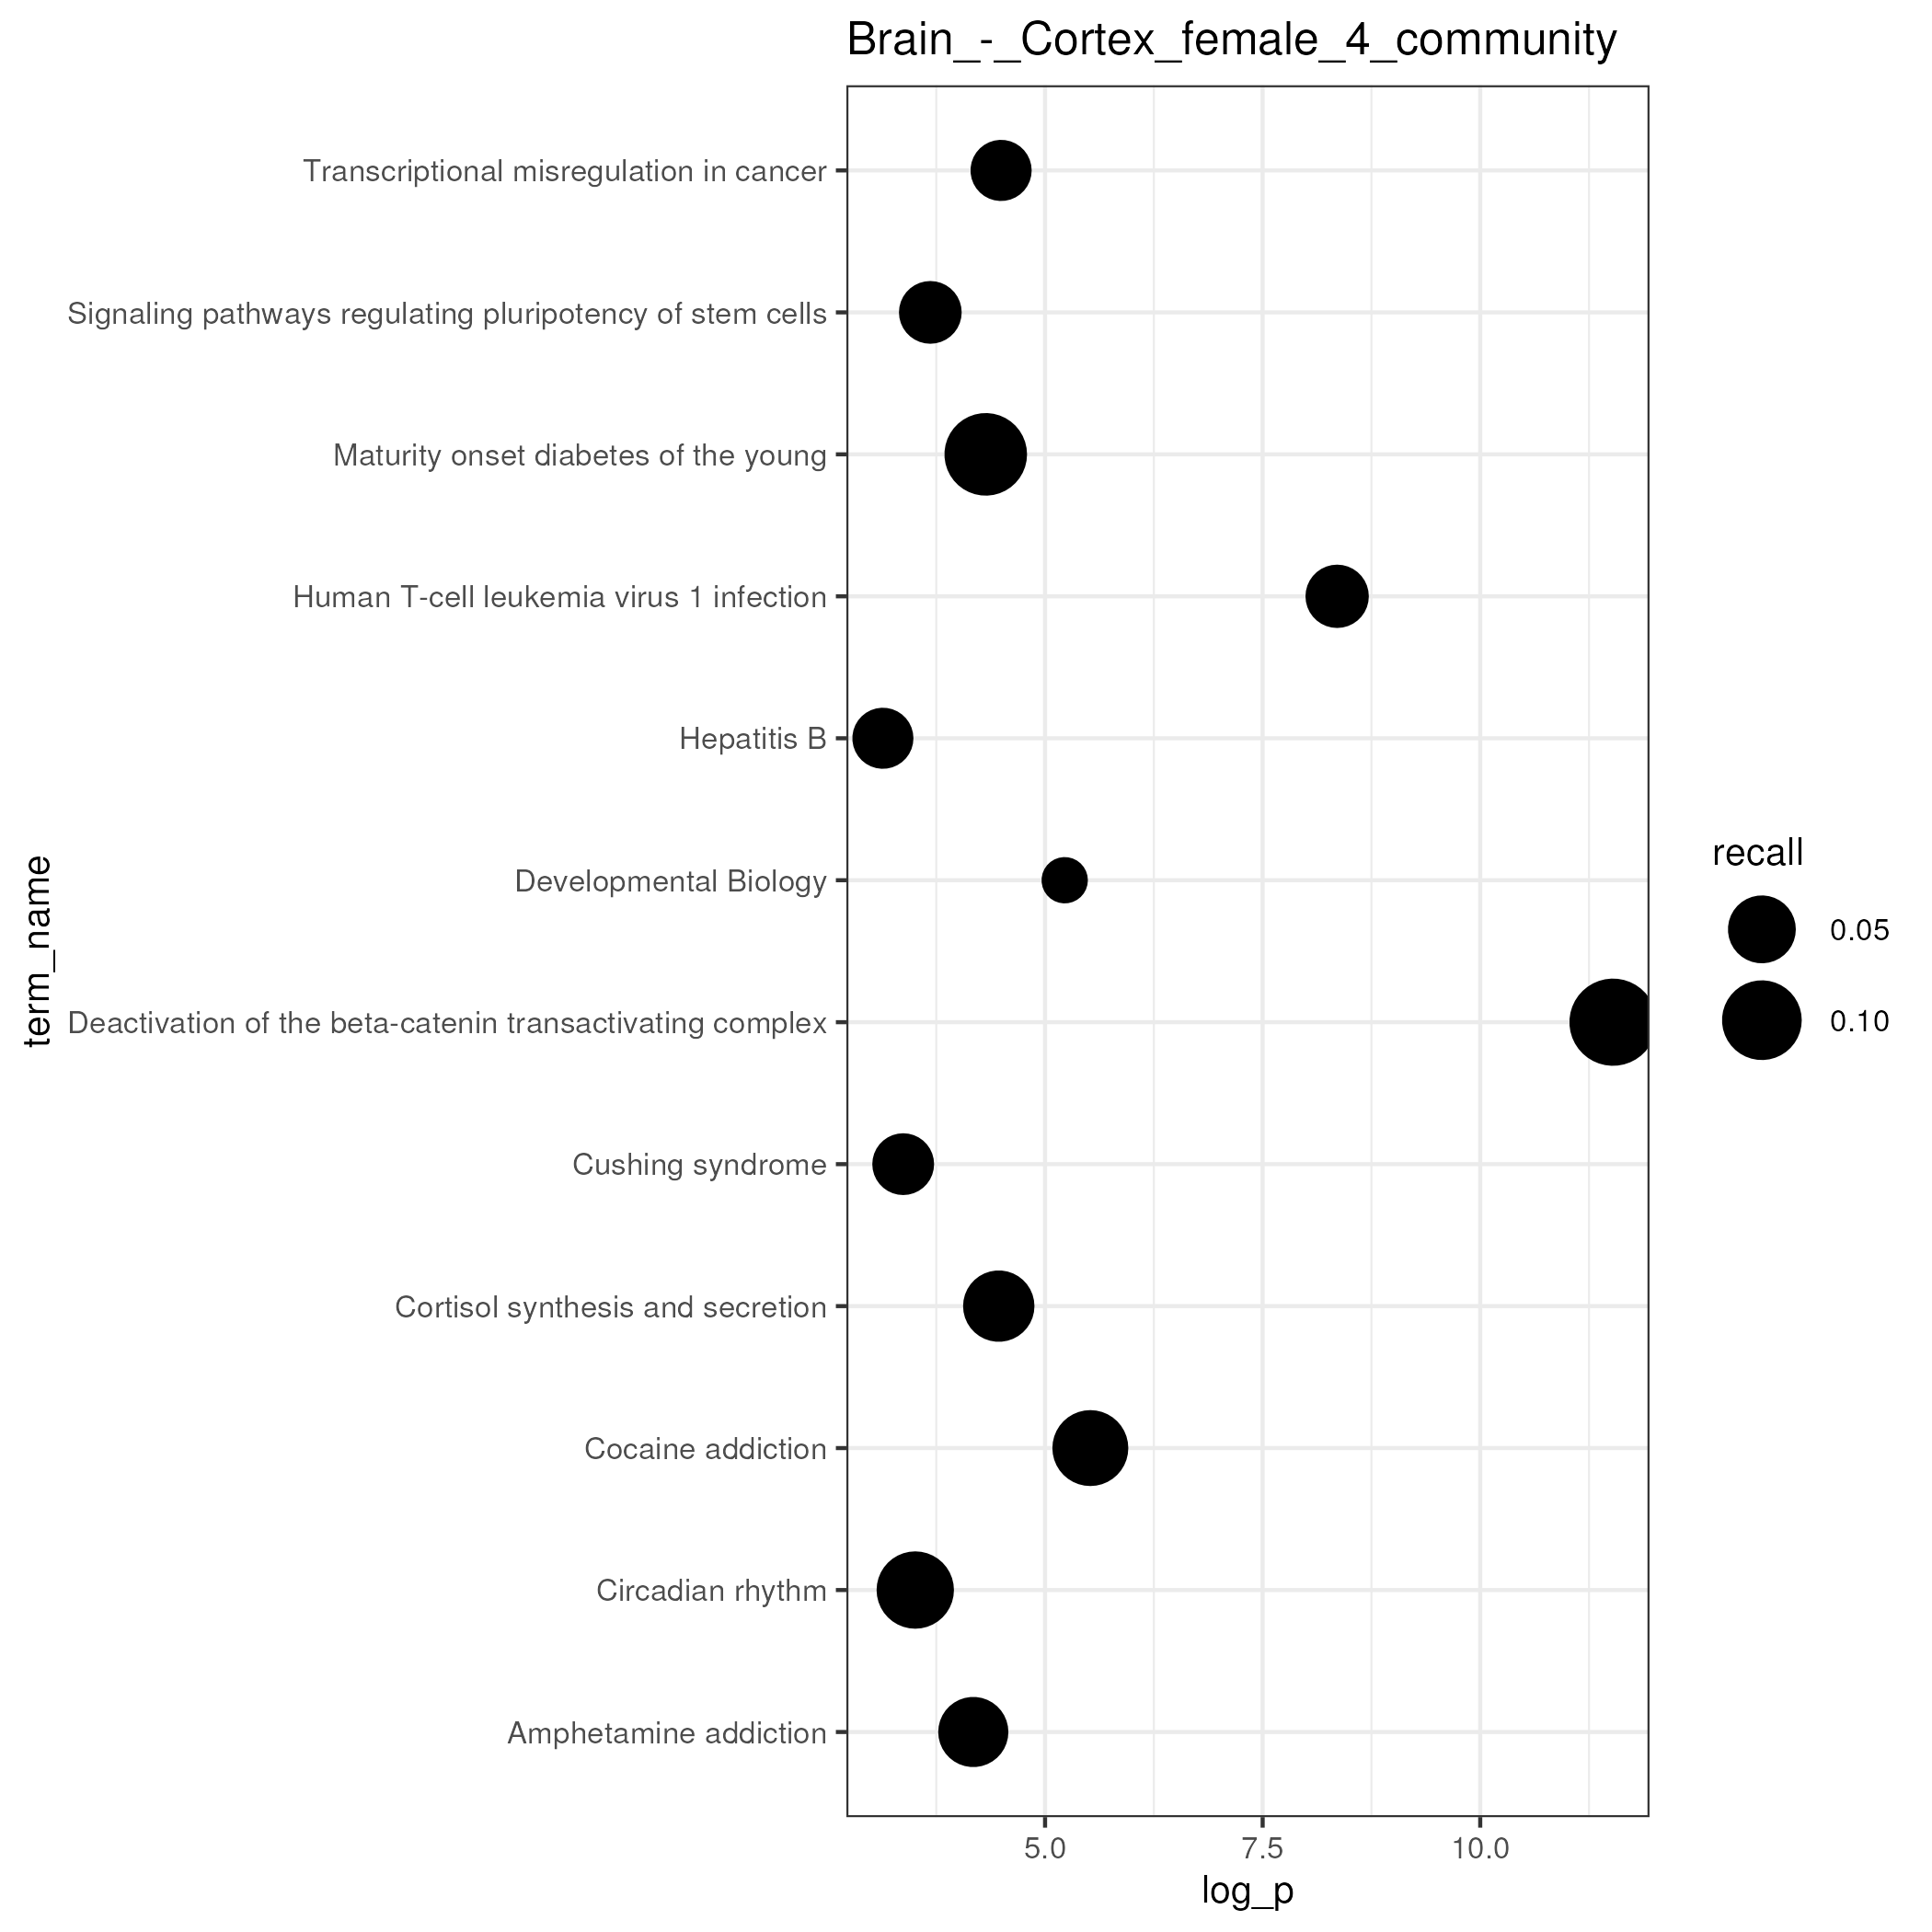 Brain_-_Cortex_female_4_community
Transcriptional misregulation in cancer
Signaling pathways regulating pluripotency of stem cells
Maturity onset diabetes of the young
Human T-cell leukemia virus 1 infection
Hepatitis B
Developmental Biology
Deactivation of the beta-catenin transactivating complex
Cushing syndrome
Cortisol synthesis and secretion
Cocaine addiction
Circadian rhythm
Amphetamine addiction
term_name
5.0 7.5 10.0
log_p
recall
0.05
0.10